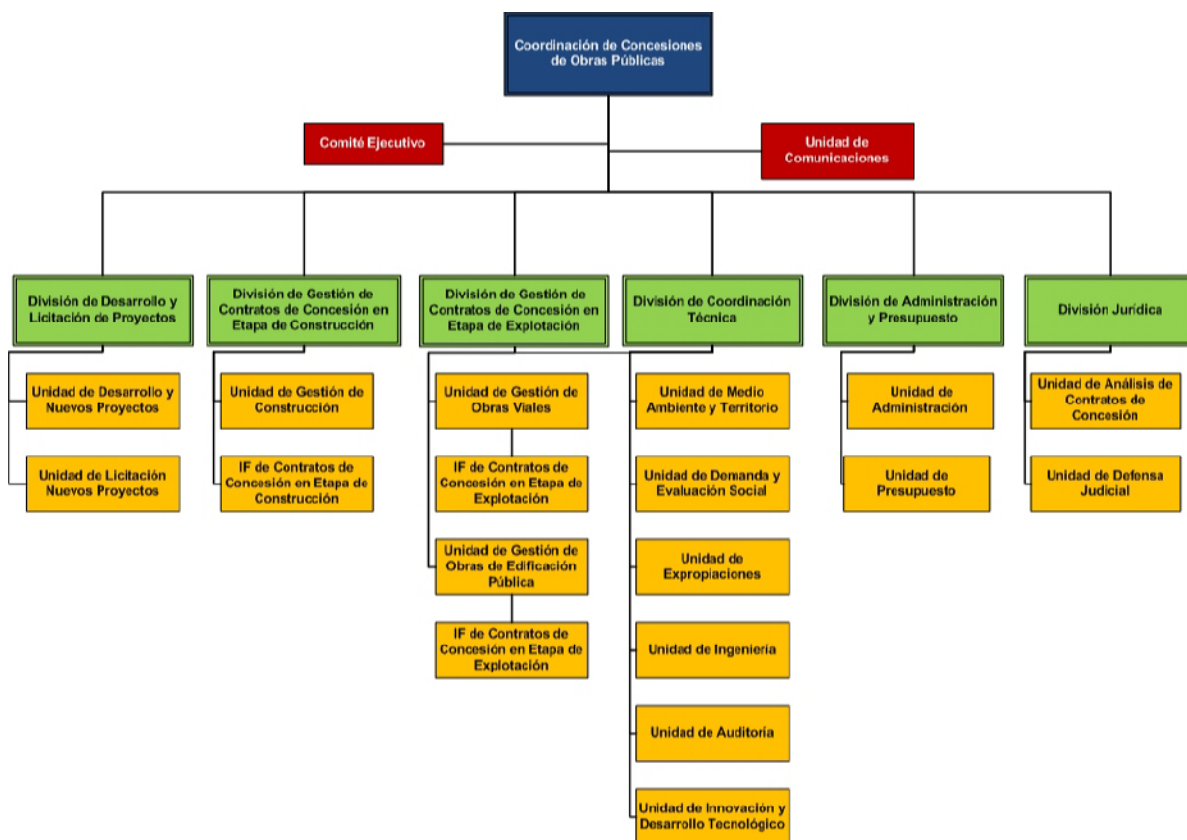 Coordinación de Concesiones
de Obras Públicas
Comité Ejecutivo
Unidad de
Comunicaciones
División de Desarrollo y
Licitación de Proyectos
División de Gestión de
Contratos de Concesión en
Etapa de Construcción
División de Gestión de
Contratos de Concesión en
Etapa de Explotación
División de Coordinación
Técnica
División de Administración
y Presupuesto
División Jurídica
Unidad de Desarrollo y
Nuevos Proyectos
Unidad de Licitación
Nuevos Proyectos
Unidad de Gestión de
Construcción
IF de Contratos de
Concesión en Etapa de
Construcción
Unidad de Gestión de
Obras Viales
IF de Contratos de
Concesión en Etapa de
Explotación
Unidad de Gestión de
Obras de Edificación
Pública
IF de Contratos de
Concesión en Etapa de
Explotación
Unidad de Medio
Ambiente y Territorio
Unidad de Demanda y
Evaluación Social
Unidad de
Expropiaciones
Unidad de Ingeniería
Unidad de Auditoría
Unidad de Innovación y
Desarrollo Tecnológico
Unidad de
Administración
Unidad de
Presupuesto
Unidad de Análisis de
Contratos de
Concesión
Unidad de Defensa
Judicial